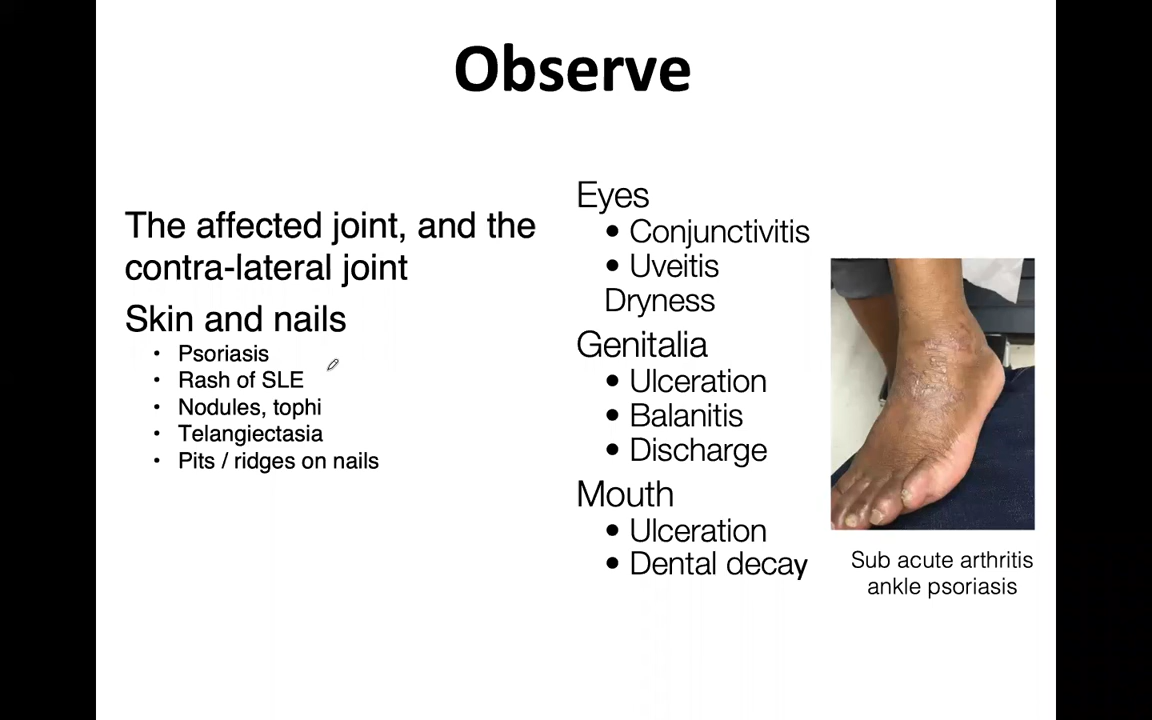 Observe
The affected joint, and the
contra-lateral joint
Skin and nails
• Psoriasis
• Rash of SLE
• Nodules, tophi
• Telangiectasia
• Pits / ridges on nails
Eyes
• Conjunctivitis
• Uveitis
Dryness
Genitalia
• Ulceration
• Balanitis
• Discharge
Mouth
• Ulceration
• Dental decay
Sub acute arthritis
ankle psoriasis